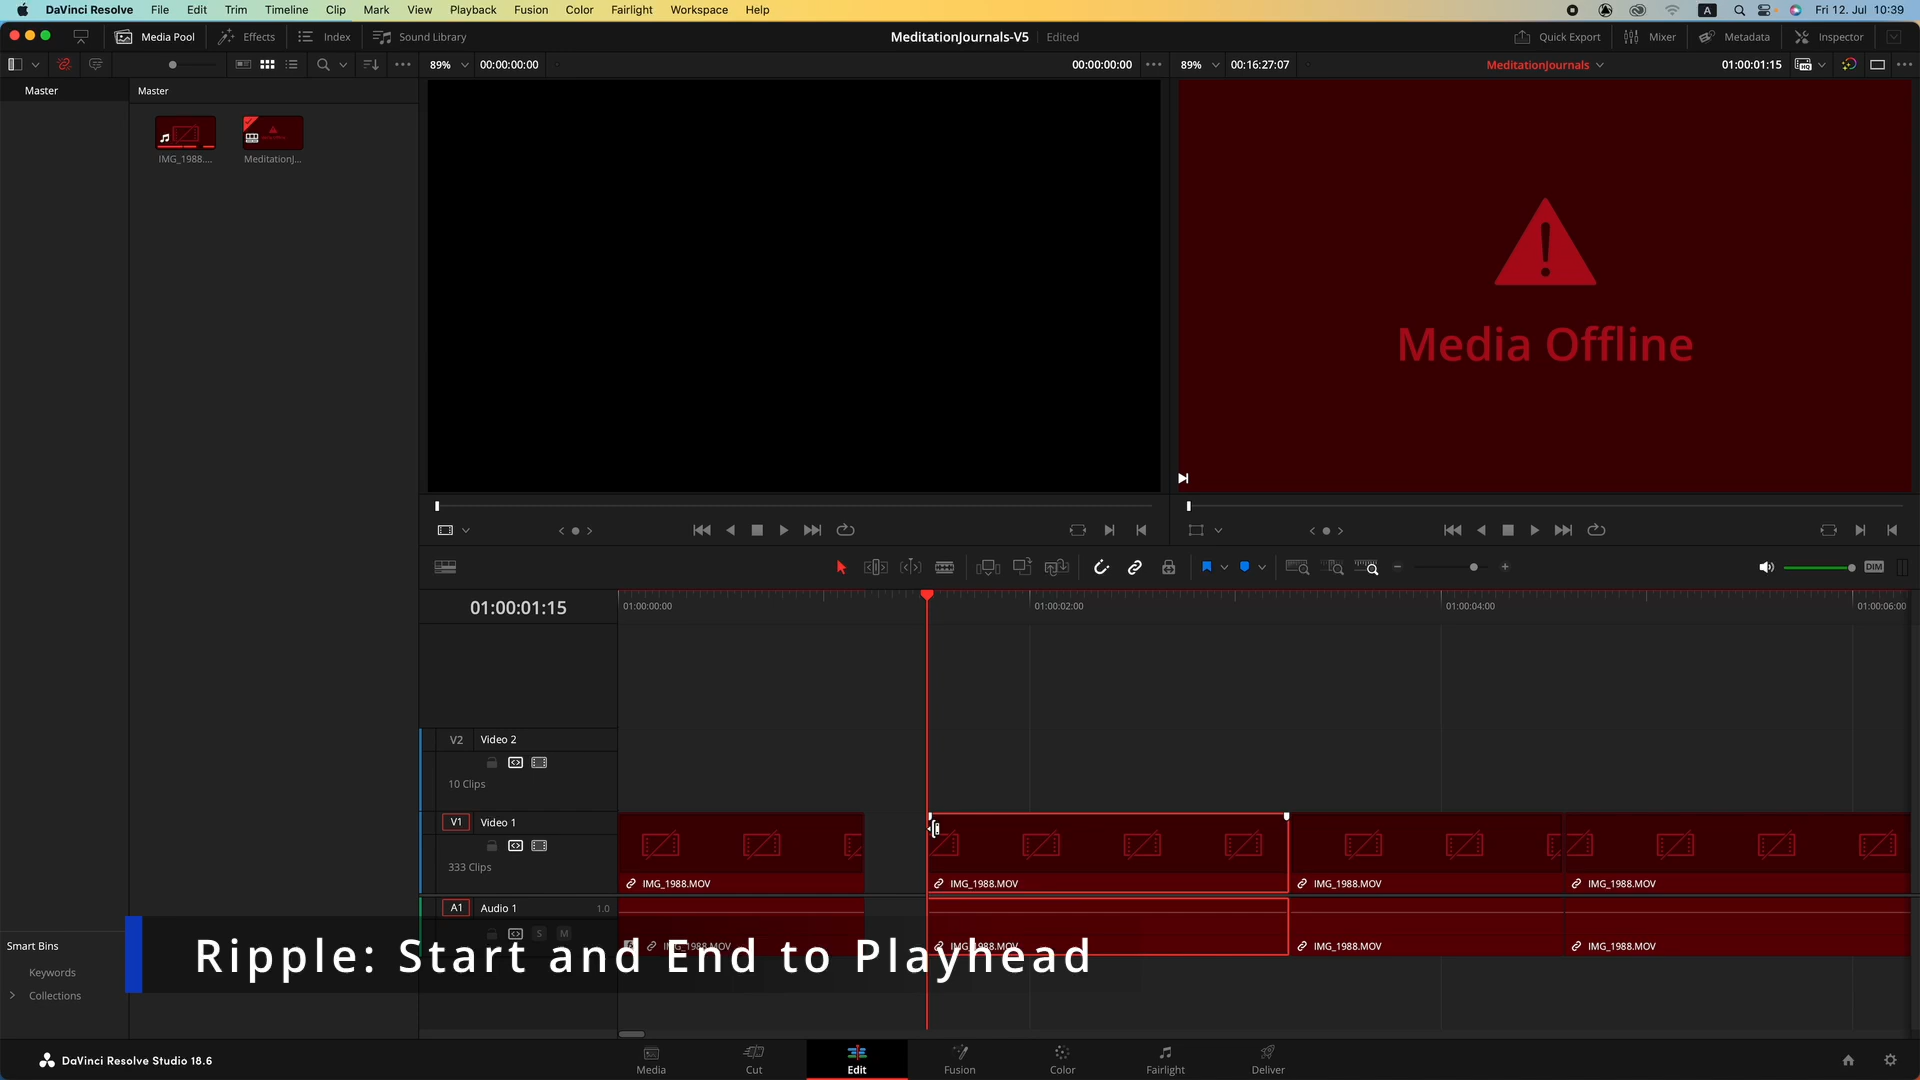 DaVinci Resolve File Edit Trim Timeline Clip Mark View Playback Fusion Color Fairlight Workspace Help A Fri 12. Jul 10:39
Media Pool Effects Index Sound Library MeditationJournals-V5 Edited Quick Export Mixer Metadata Inspector
89% 00:00:00:00 00:00:00:00 89% 00:16:27:07 MeditationJournals 01:00:01:15
Master Master
IMG_1988.... MeditationJ...
Media Offline
DIM
01:00:01:15 01:00:00:00 01:00:02:00 01:00:04:00 01:00:06:00
V2 Video 2
10 Clips
V1 Video 1
333 Clips
IMG_1988.MOV IMG_1988.MOV IMG_1988.MOV IMG_1988.MOV
A1 Audio 1 1.0
S M
IMG_1988.MOV IMG_1988.MOV IMG_1988.MOV IMG_1988.MOV
Smart Bins
Ripple: Start and End to Playhead
Keywords
Collections
DaVinci Resolve Studio 18.6
Media Cut Edit Fusion Color Fairlight Deliver